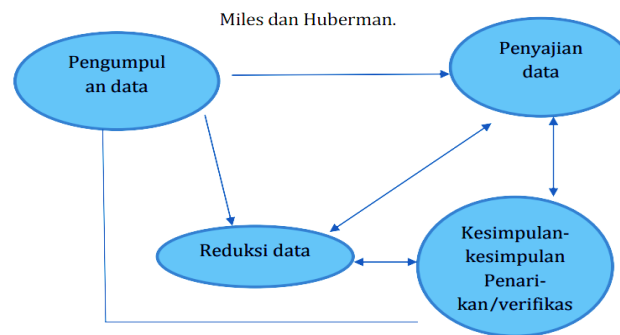 Miles dan Huberman.
Pengumpul
an data
Penyajian
data
Reduksi data
Kesimpulan-
kesimpulan
Penari-
kan/verifikas